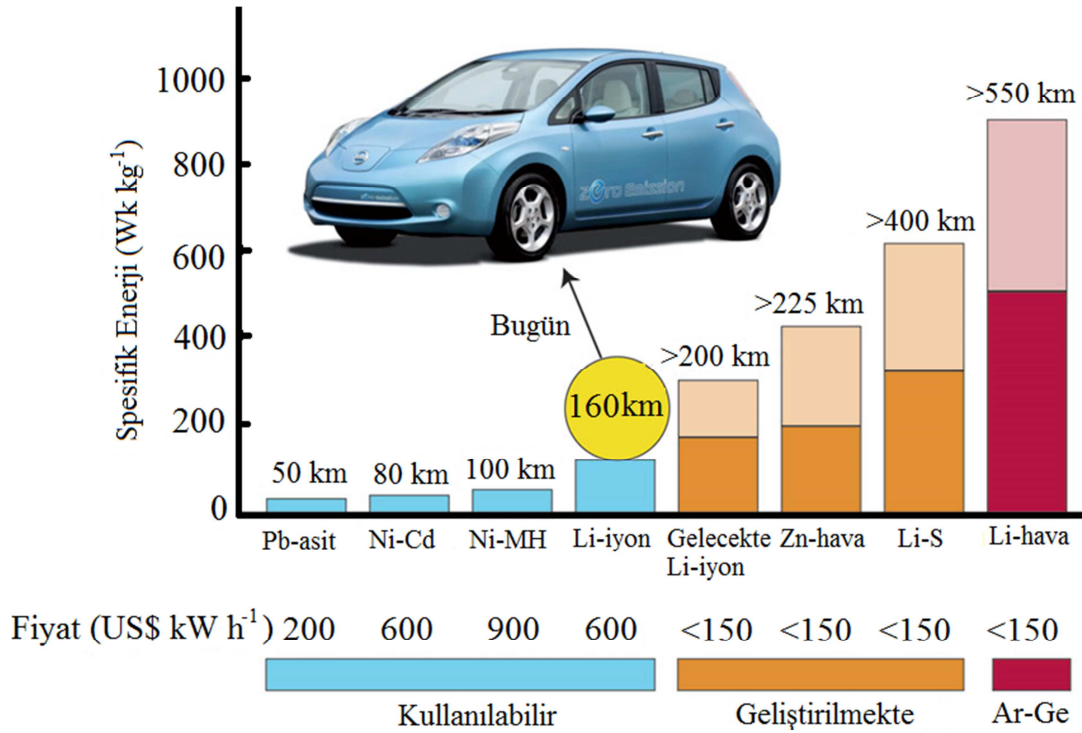 Spesifik Enerji (Wk kg⁻¹)
1000
800
600
400
200
0
>550 km
>400 km
>225 km
>200 km
Bugün
160km
50 km
80 km
100 km
Zero Emission
Pb-asit
Ni-Cd
Ni-MH
Li-iyon
Gelecekte
Li-iyon
Zn-hava
Li-S
Li-hava
Fiyat (US$ kW h⁻¹) 200 600 900 600 <150 <150 <150 <150
Kullanılabilir
Geliştirilmekte
Ar-Ge